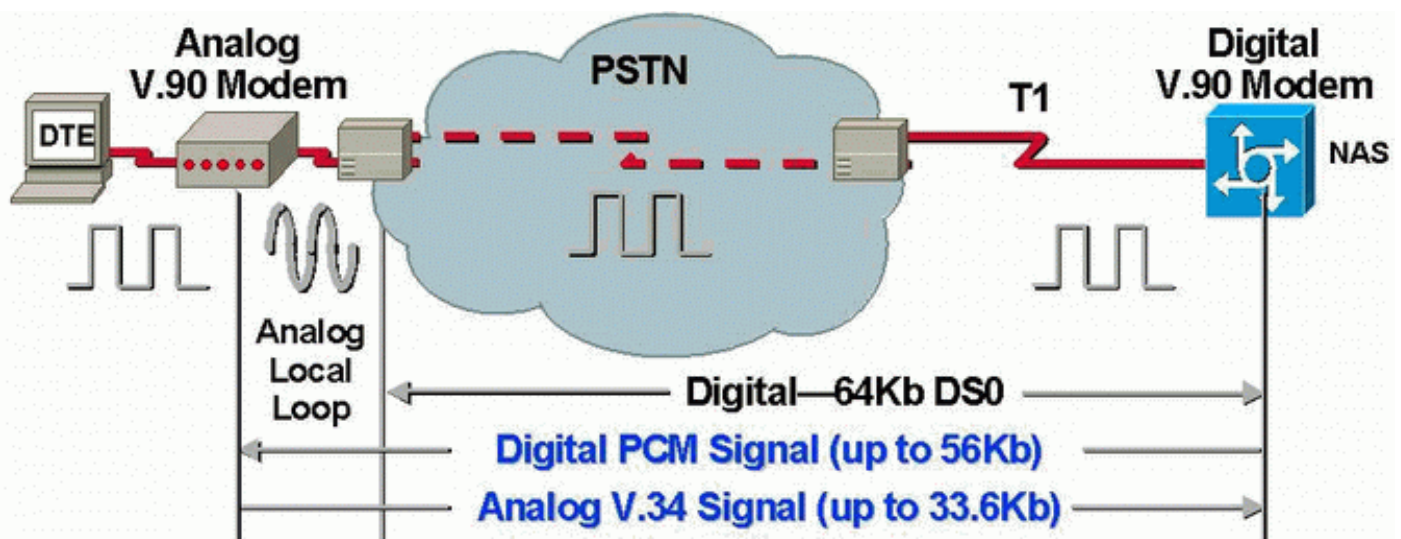 Analog
V.90 Modem
PSTN
Digital
V.90 Modem
T1
DTE
NAS
Analog
Local
Loop
Digital—64Kb DS0
Digital PCM Signal (up to 56Kb)
Analog V.34 Signal (up to 33.6Kb)